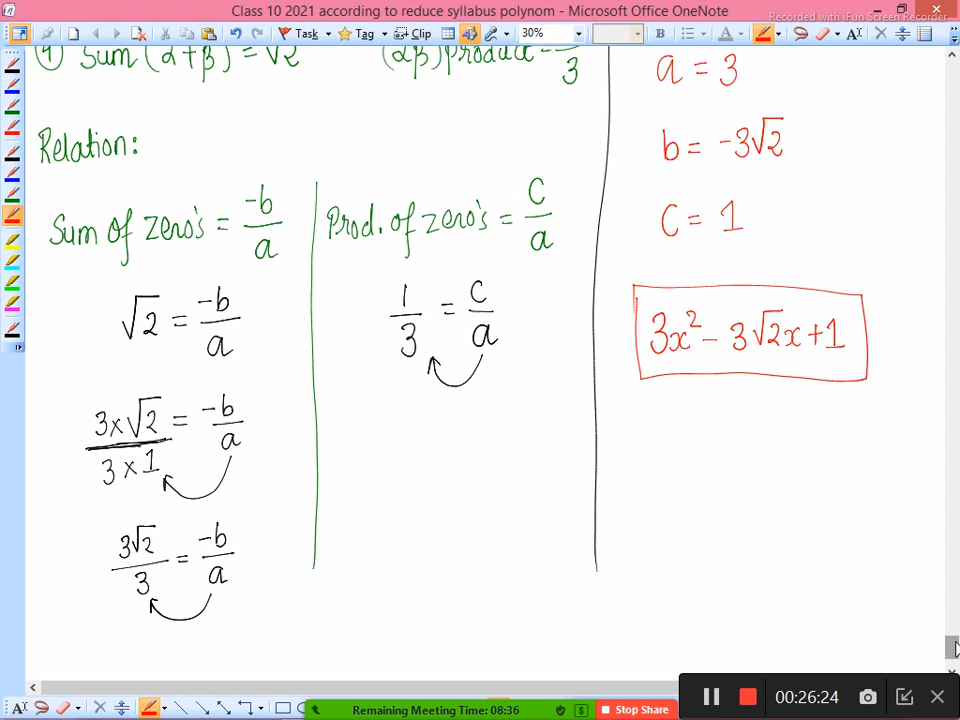 Class 10 2021 according to reduce syllabus polynom - Microsoft Office OneNote
Recorded with iFun Screen Recorder
Task Tag Clip 30% B
④ Sum (α+β) = √2 (αβ) product = — 3
Relation:
Sum of zero's = -b/a
√2 = -b/a
3×√2/3×1 = -b/a
3√2/3 = -b/a
Prod. of zero's = c/a
1/3 = c/a
a = 3
b = -3√2
c = 1
3x² - 3√2x + 1
Remaining Meeting Time: 08:36
Stop Share
00:26:24